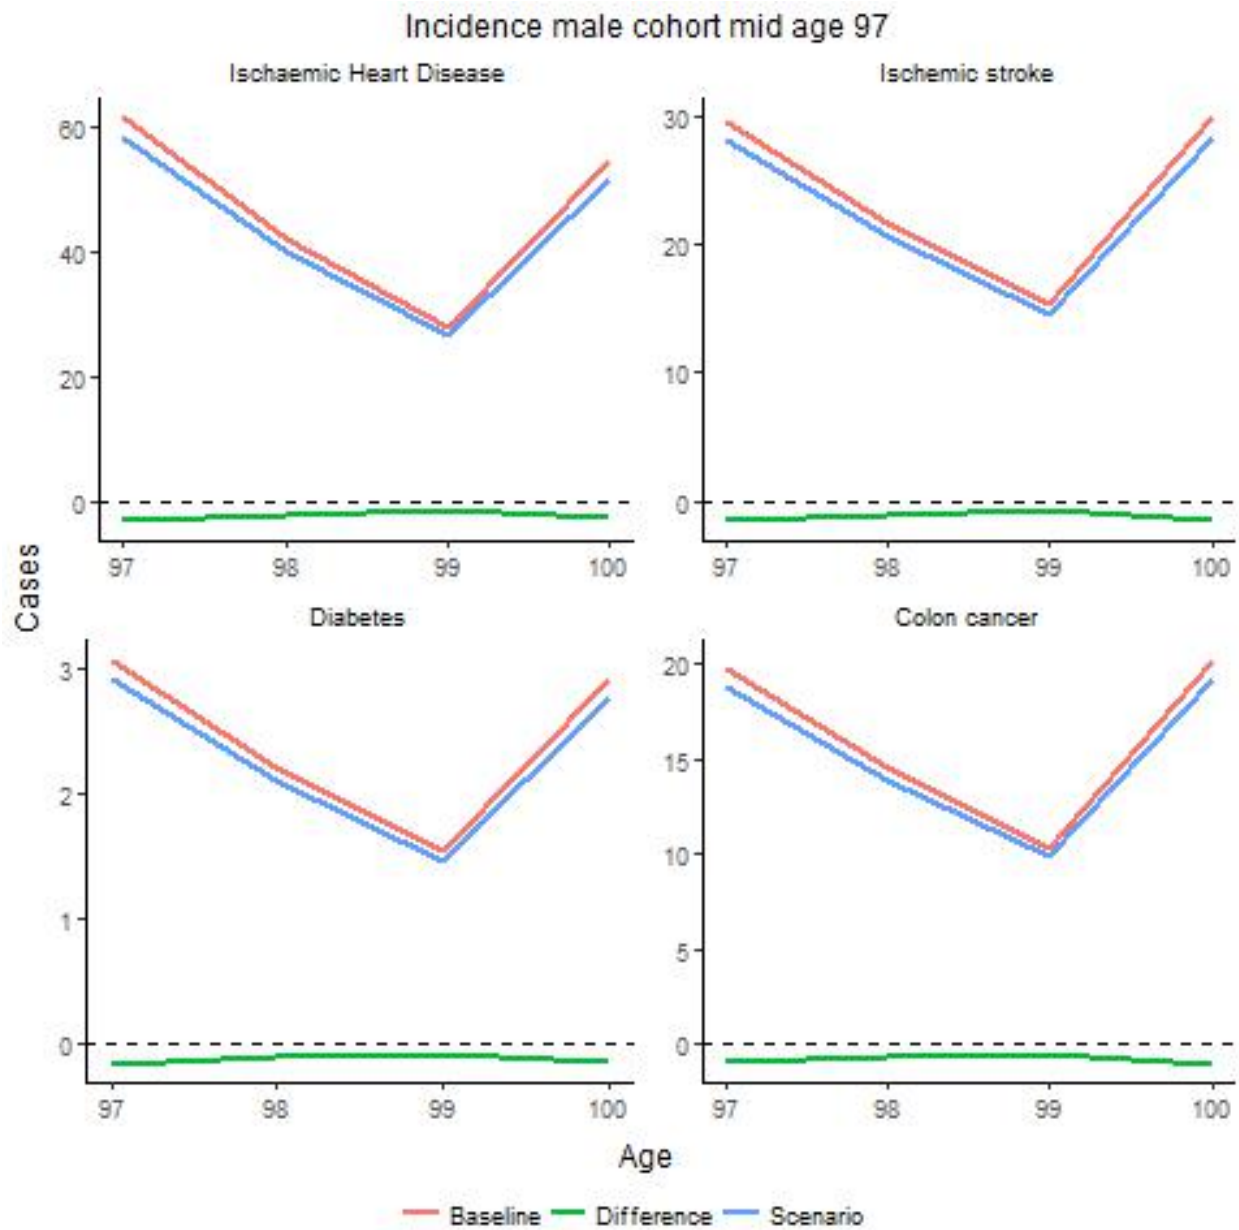 Incidence male cohort mid age 97
Ischaemic Heart Disease
60
40
20
0
97 98 99 100
Ischemic stroke
30
20
10
0
97 98 99 100
Cases
Diabetes
3
2
1
0
97 98 99 100
Colon cancer
20
15
10
5
0
97 98 99 100
Age
Baseline Difference Scenario